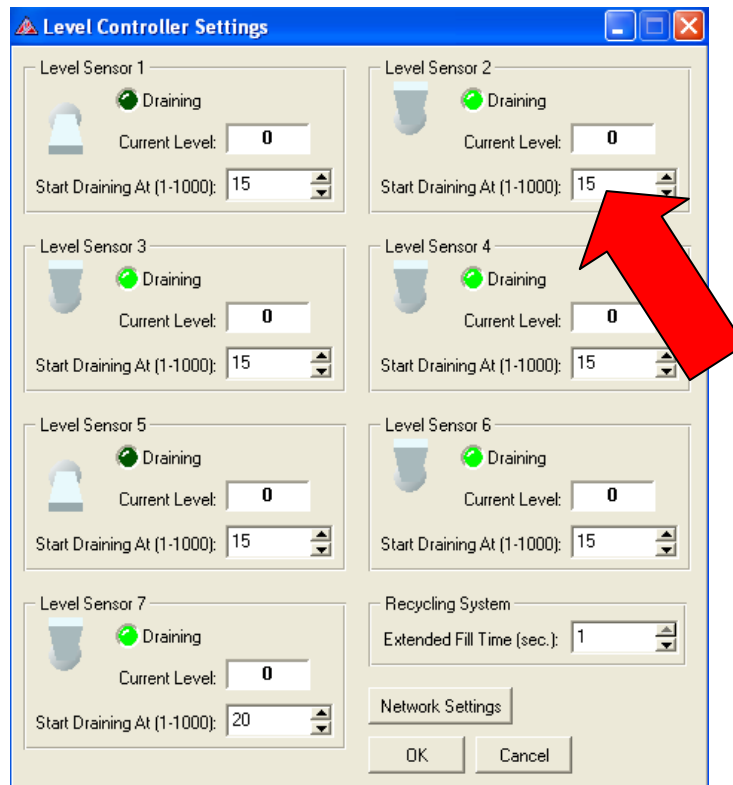 Level Controller Settings
Level Sensor 1
Draining
Current Level: 0
Start Draining At (1-1000): 15
Level Sensor 2
Draining
Current Level: 0
Start Draining At (1-1000): 15
Level Sensor 3
Draining
Current Level: 0
Start Draining At (1-1000): 15
Level Sensor 4
Draining
Current Level: 0
Start Draining At (1-1000): 15
Level Sensor 5
Draining
Current Level: 0
Start Draining At (1-1000): 15
Level Sensor 6
Draining
Current Level: 0
Start Draining At (1-1000): 15
Level Sensor 7
Draining
Current Level: 0
Start Draining At (1-1000): 20
Recycling System
Extended Fill Time (sec.): 1
Network Settings
OK Cancel